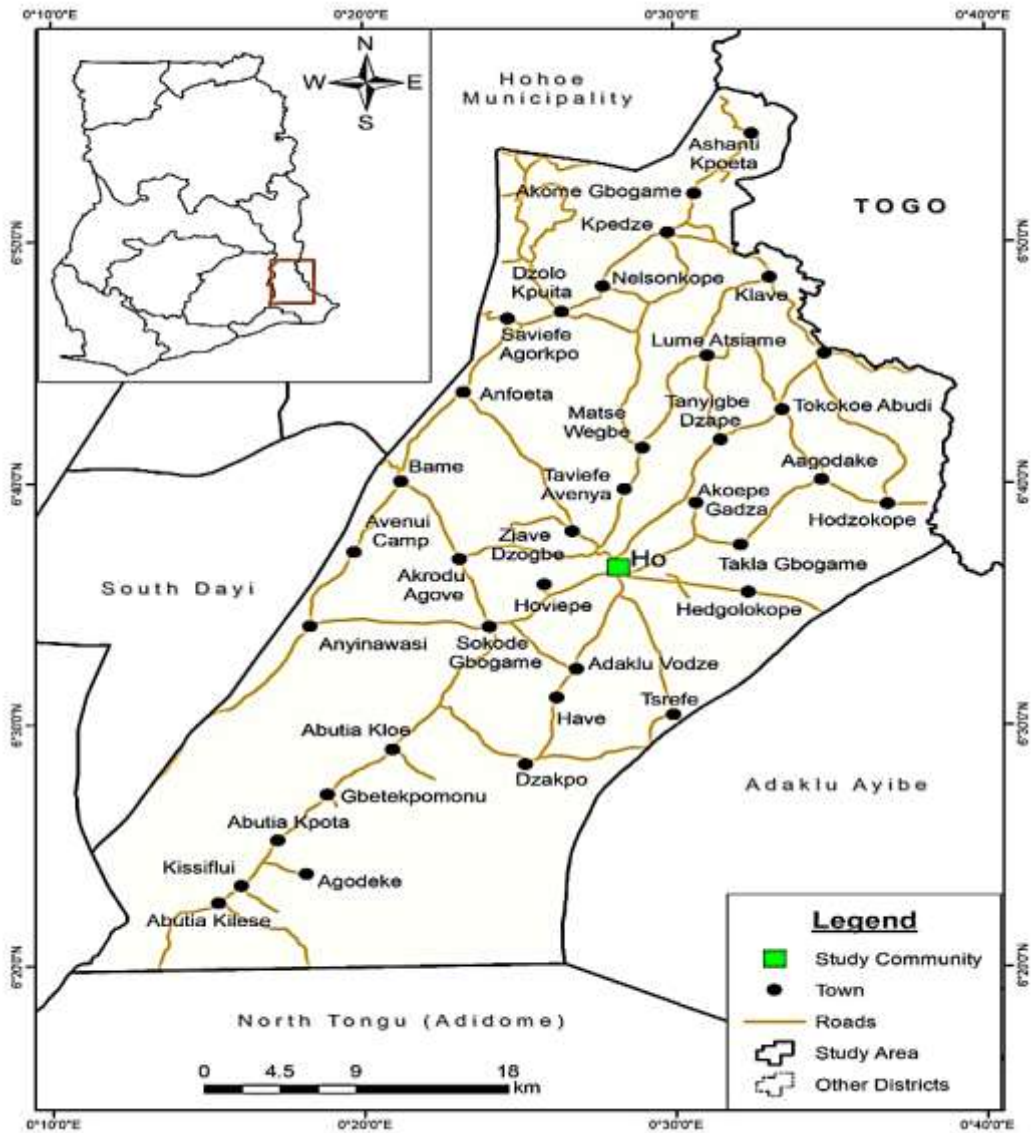 0°10'0"E
0°20'0"E
0°30'0"E
0°40'0"E
N
W
E
S
Hohoe
Municipality
Ashanti
Kpoeta
Akome Gbogame
TOGO
Kpedze
6°50'0"N
6°50'0"N
Dzolo
Kpuita
Nelsonkope
Klave
Saviefe
Agorkpo
Lume Atsiame
Anfoeta
Matse
Wegbe
Tanyigbe
Dzape
Tokokoe Abudi
Bame
Taviefe
Avenya
Aagodake
6°40'0"N
6°40'0"N
Akoepe
Gadza
Hodzokope
Avenui
Camp
Ziave
Dzogbe
Ho
Takla Gbogame
South Dayi
Akrodu
Agove
Hoviepe
Hedgolokope
Anyinawasi
Sokode
Gbogame
Adaklu Vodze
Tsrefe
Have
6°30'0"N
6°30'0"N
Abutia Kloe
Dzakpo
Adaklu Ayibe
Gbetekpomonu
Abutia Kpota
Kissiflui
Agodeke
Abutia Kilese
6°20'0"N
6°20'0"N
North Tongu (Adidome)
0 4.5 9 18
km
Legend
Study Community
Town
Roads
Study Area
Other Districts
0°10'0"E
0°20'0"E
0°30'0"E
0°40'0"E